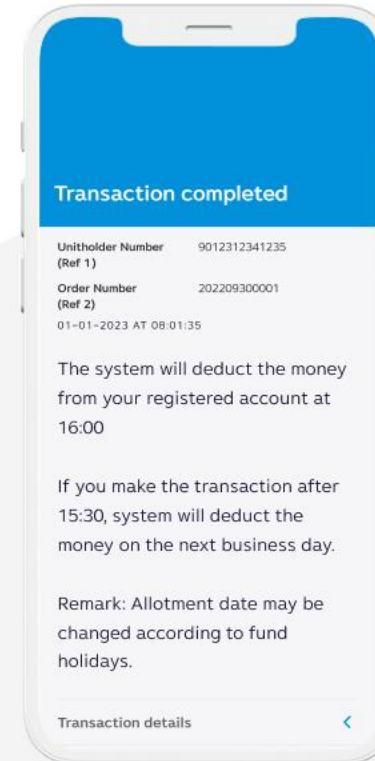 Transaction completed
Unitholder Number 9012312341235
(Ref 1)
Order Number 202209300001
(Ref 2)
01-01-2023 AT 08:01:35
The system will deduct the money
from your registered account at
16:00
If you make the transaction after
15:30, system will deduct the
money on the next business day.
Remark: Allotment date may be
changed according to fund
holidays.
Transaction details